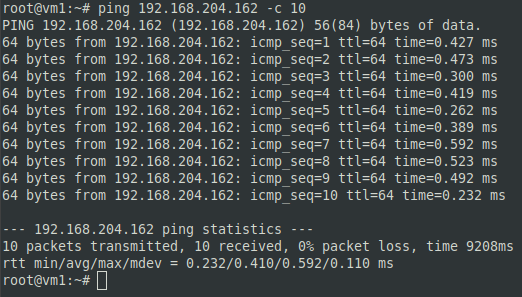 root@vm1:~# ping 192.168.204.162 -c 10
PING 192.168.204.162 (192.168.204.162) 56(84) bytes of data.
64 bytes from 192.168.204.162: icmp_seq=1 ttl=64 time=0.427 ms
64 bytes from 192.168.204.162: icmp_seq=2 ttl=64 time=0.473 ms
64 bytes from 192.168.204.162: icmp_seq=3 ttl=64 time=0.300 ms
64 bytes from 192.168.204.162: icmp_seq=4 ttl=64 time=0.419 ms
64 bytes from 192.168.204.162: icmp_seq=5 ttl=64 time=0.262 ms
64 bytes from 192.168.204.162: icmp_seq=6 ttl=64 time=0.389 ms
64 bytes from 192.168.204.162: icmp_seq=7 ttl=64 time=0.592 ms
64 bytes from 192.168.204.162: icmp_seq=8 ttl=64 time=0.523 ms
64 bytes from 192.168.204.162: icmp_seq=9 ttl=64 time=0.492 ms
64 bytes from 192.168.204.162: icmp_seq=10 ttl=64 time=0.232 ms
--- 192.168.204.162 ping statistics ---
10 packets transmitted, 10 received, 0% packet loss, time 9208ms
rtt min/avg/max/mdev = 0.232/0.410/0.592/0.110 ms
root@vm1:~#